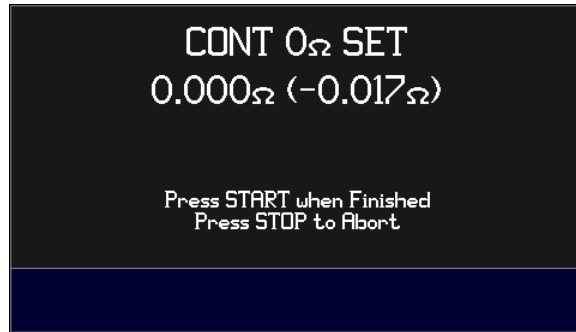 CONT 0Ω SET
0.000Ω (-0.017Ω)
Press START when Finished
Press STOP to Abort